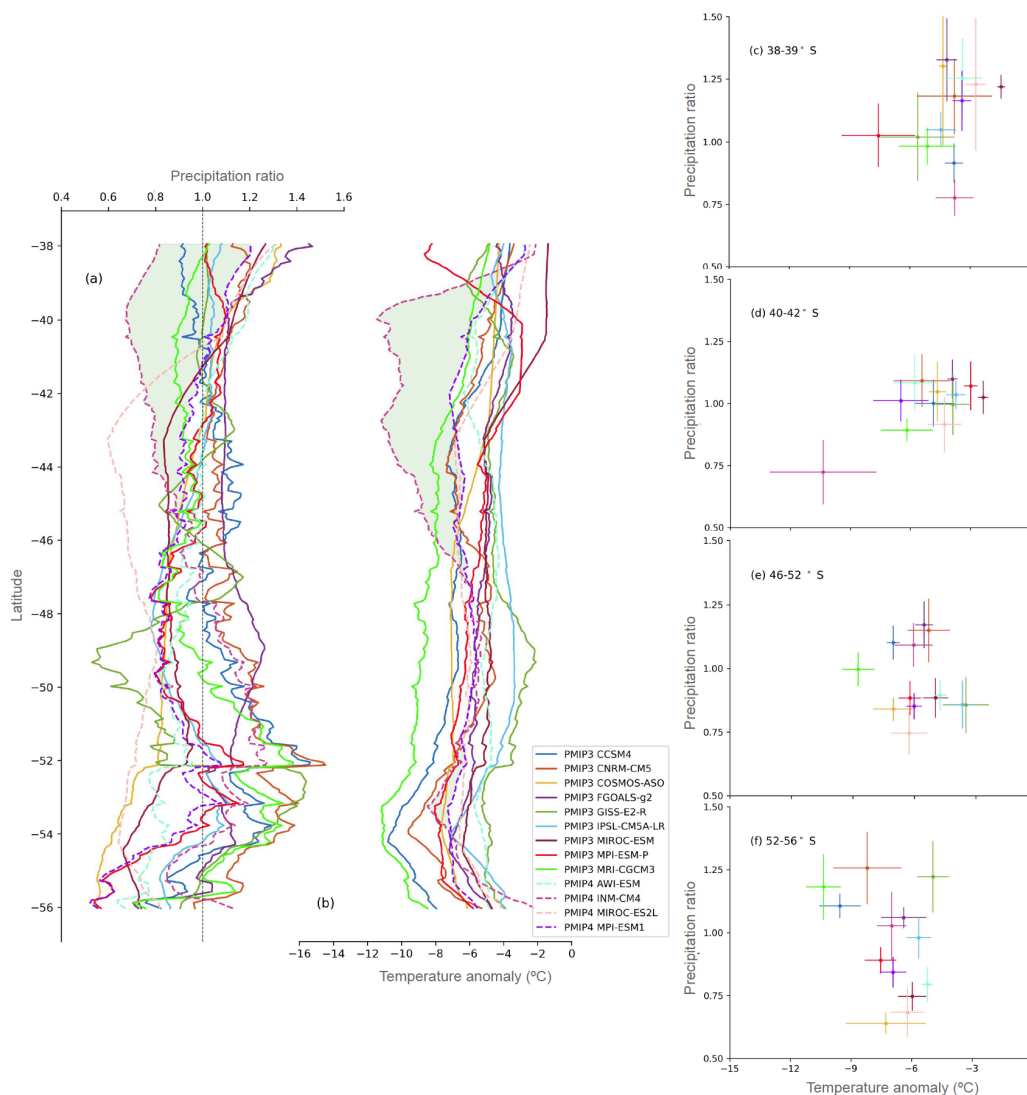 Precipitation ratio
0.4 0.6 0.8 1.0 1.2 1.4 1.6
Latitude
−38
−40
−42
−44
−46
−48
−50
−52
−54
−56
(a)
(b)
PMIP3 CCSM4
PMIP3 CNRM-CM5
PMIP3 COSMOS-ASO
PMIP3 FGOALS-g2
PMIP3 GISS-E2-R
PMIP3 IPSL-CM5A-LR
PMIP3 MIROC-ESM
PMIP3 MPI-ESM-P
PMIP3 MRI-CGCM3
PMIP4 AWI-ESM
PMIP4 INM-CM4
PMIP4 MIROC-ES2L
PMIP4 MPI-ESM1
−16 −14 −12 −10 −8 −6 −4 −2 0
Temperature anomaly (ºC)
(c) 38-39° S
Precipitation ratio
1.50
1.25
1.00
0.75
0.50
(d) 40-42° S
Precipitation ratio
1.50
1.25
1.00
0.75
0.50
(e) 46-52 ° S
Precipitation ratio
1.50
1.25
1.00
0.75
0.50
(f) 52-56° S
Precipitation ratio
1.50
1.25
1.00
0.75
0.50
−15 −12 −9 −6 −3
Temperature anomaly (ºC)